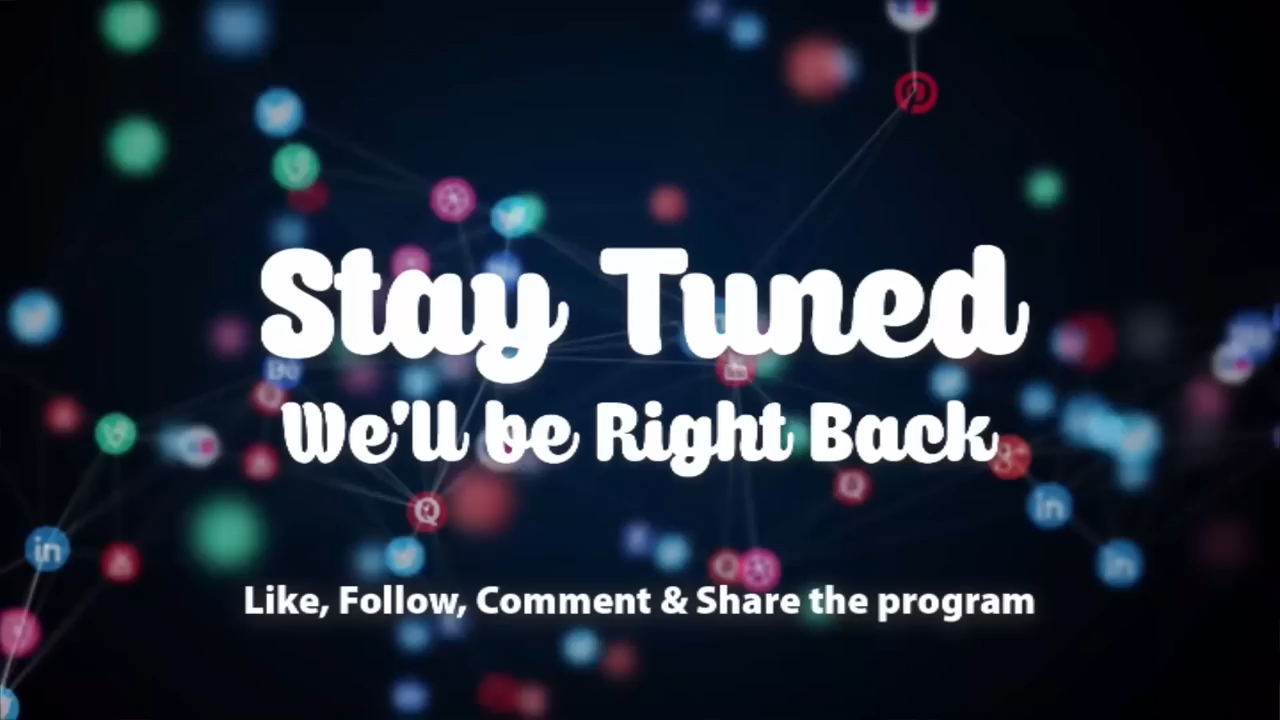 Stay Tuned
We'll be Right Back
Like, Follow, Comment & Share the program